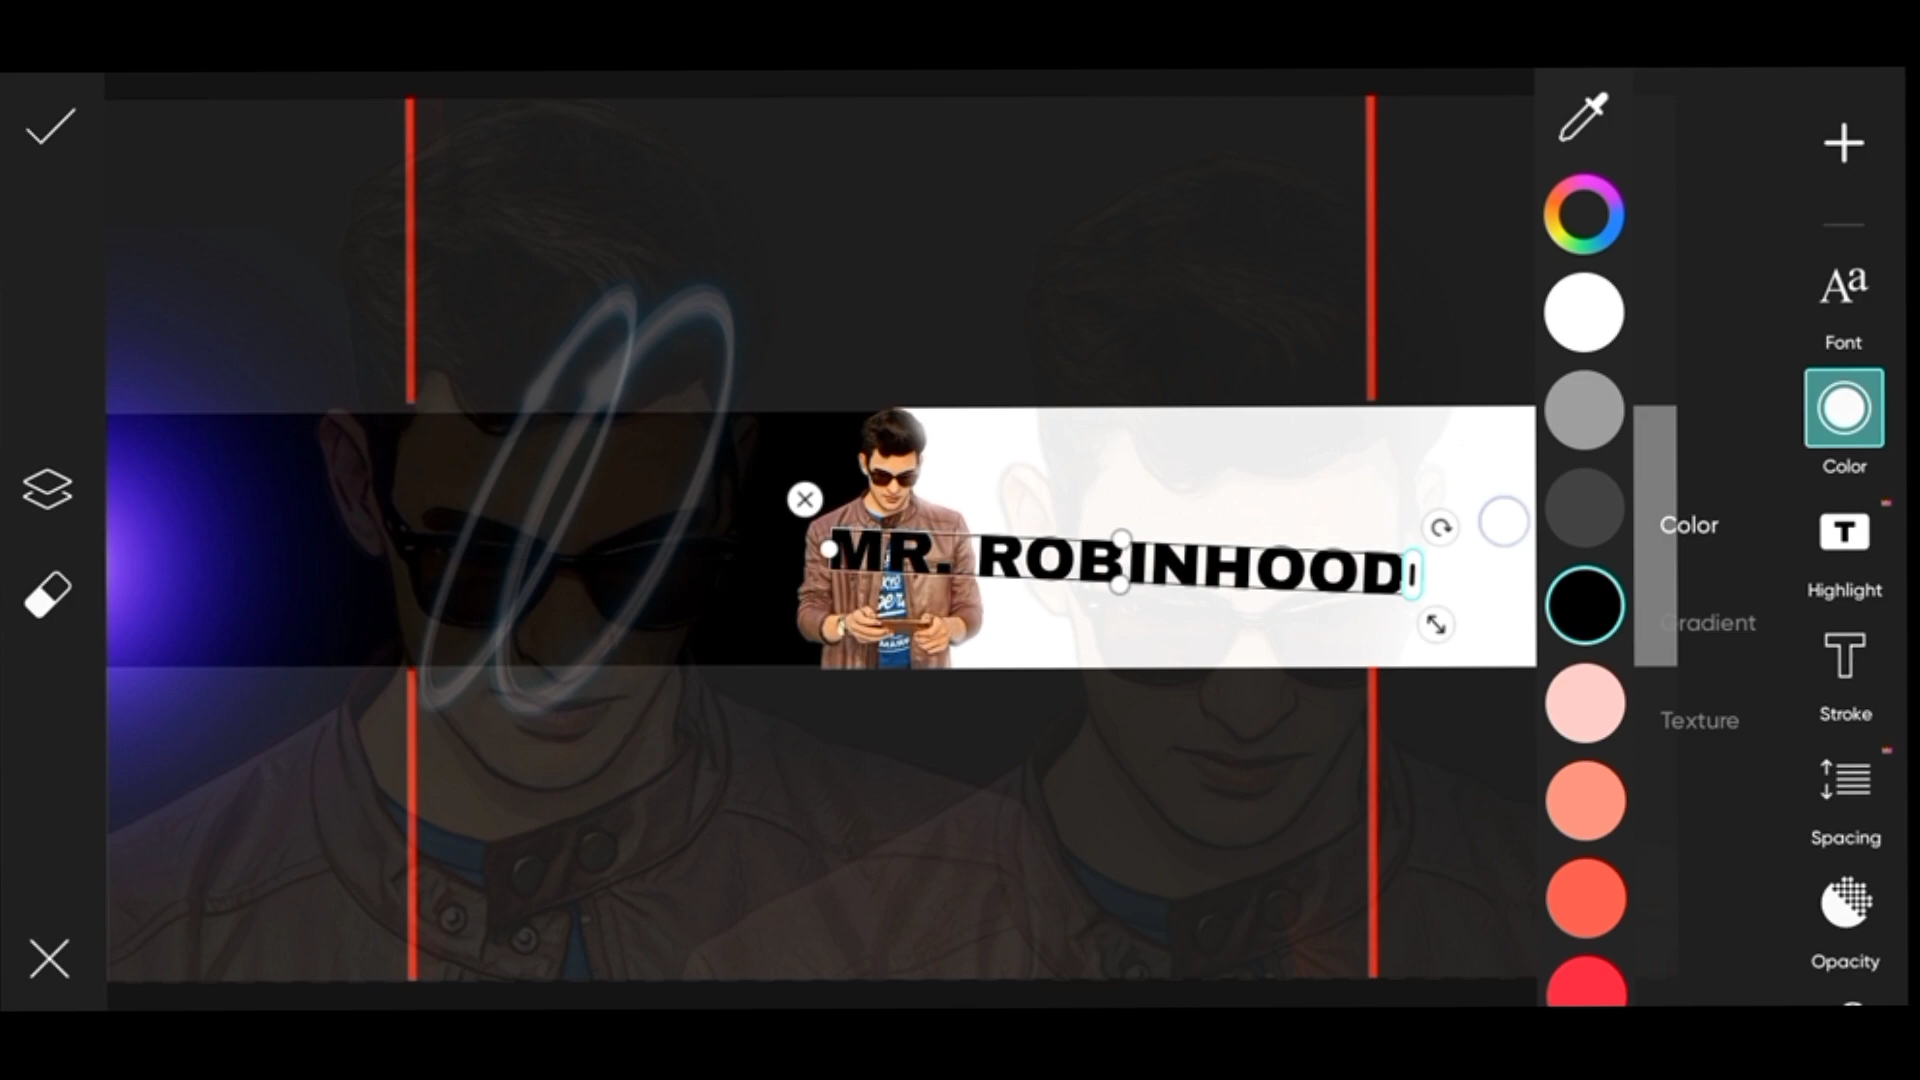 Font
Color
MR. ROBINHOOD
Color
Highlight
Gradient
Stroke
Texture
Spacing
Opacity